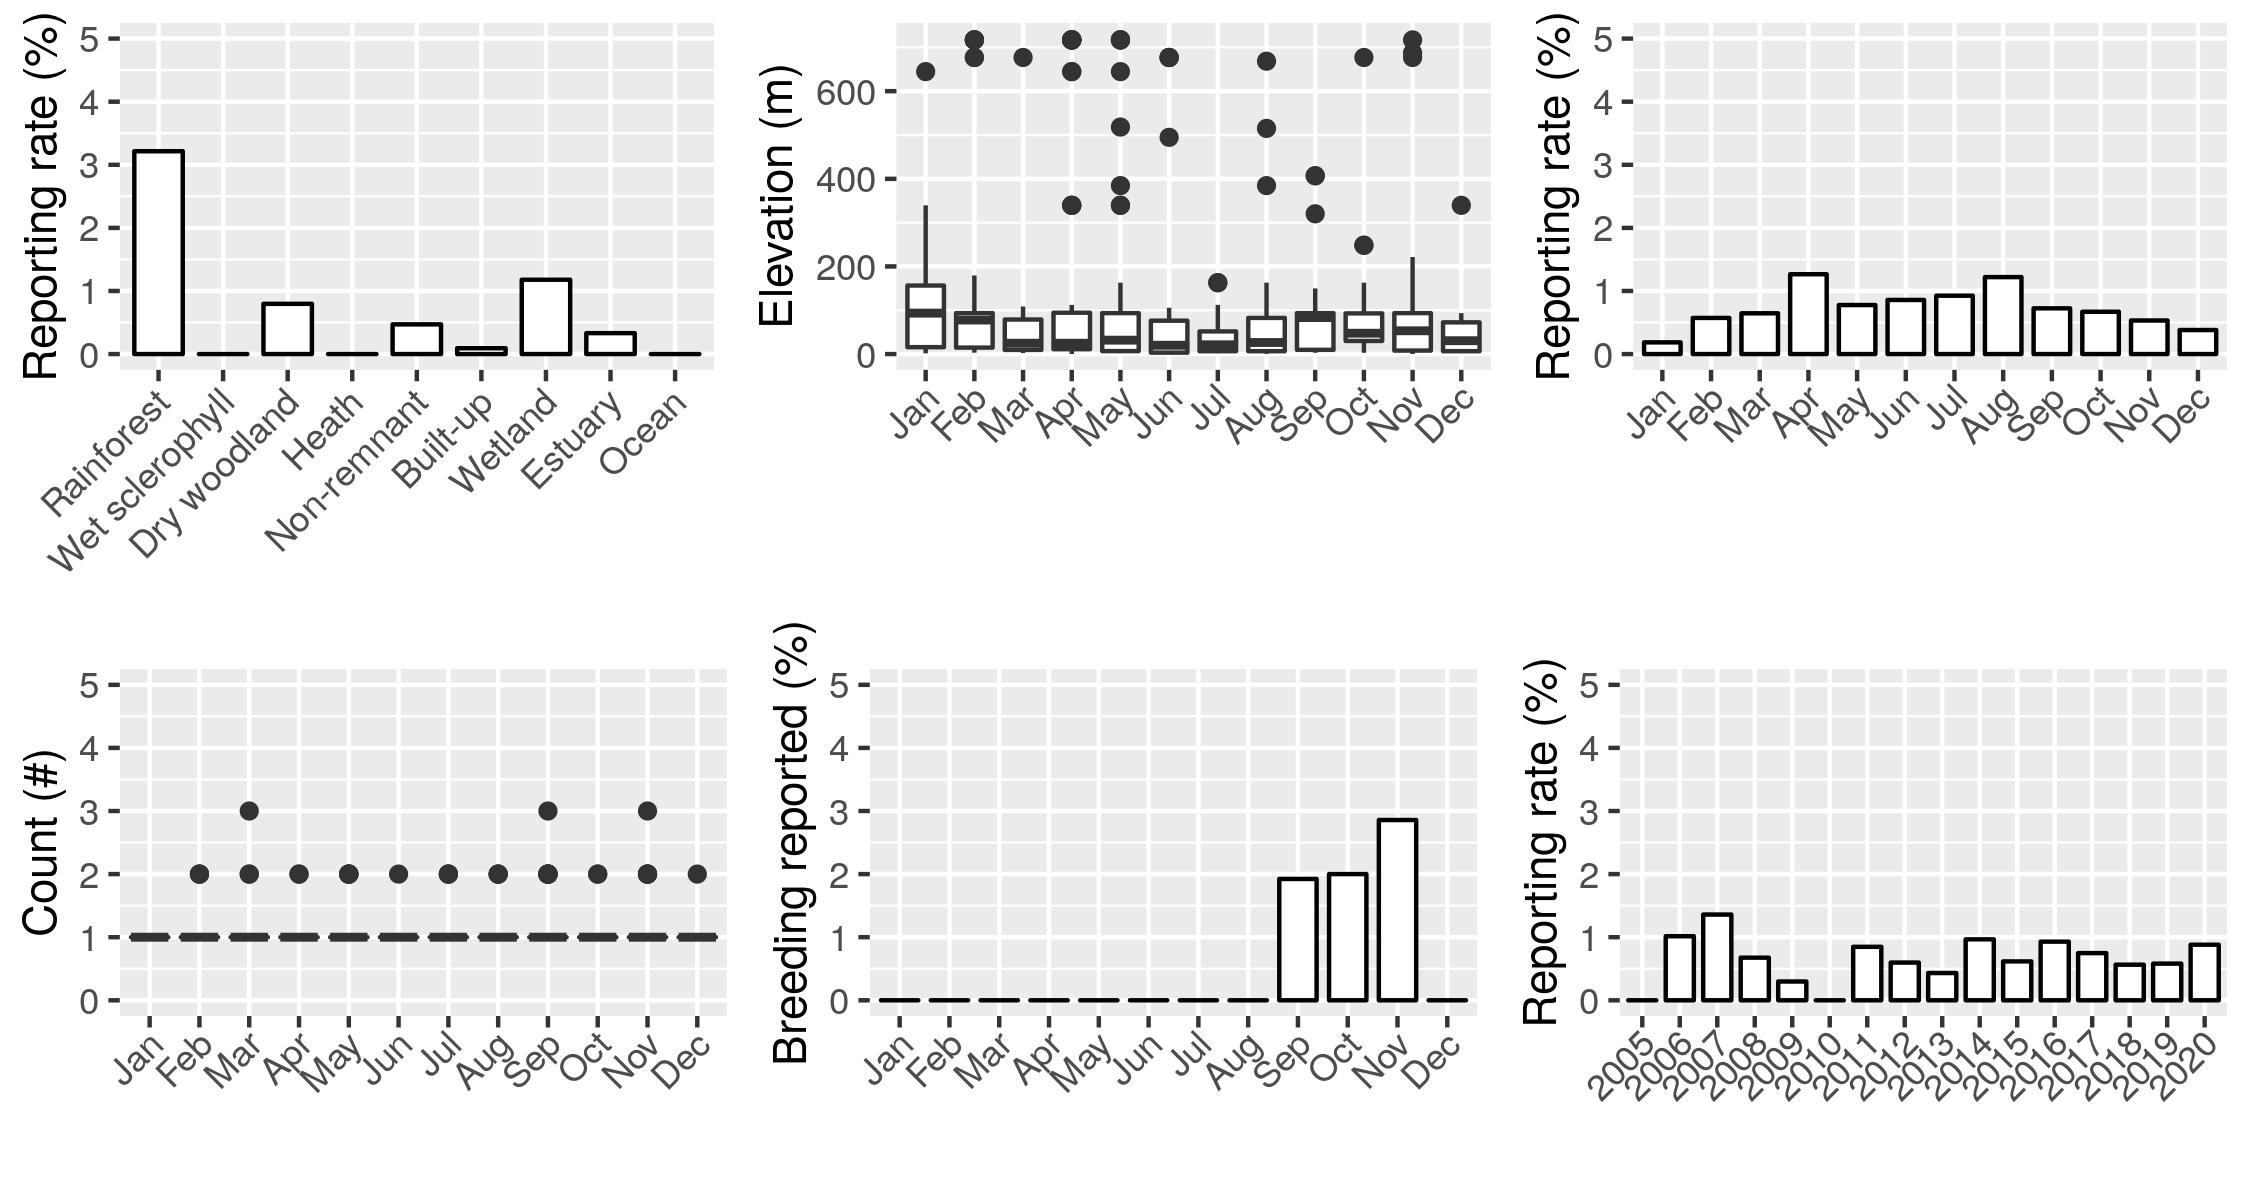 Reporting rate (%)
5
4
3
2
1
0
Rainforest
Wet sclerophyll
Dry woodland
Heath
Non-remnant
Built-up
Wetland
Estuary
Ocean
Elevation (m)
600
400
200
0
Jan
Feb
Mar
Apr
May
Jun
Jul
Aug
Sep
Oct
Nov
Dec
Reporting rate (%)
5
4
3
2
1
0
Jan
Feb
Mar
Apr
May
Jun
Jul
Aug
Sep
Oct
Nov
Dec
Count (#)
5
4
3
2
1
0
Jan
Feb
Mar
Apr
May
Jun
Jul
Aug
Sep
Oct
Nov
Dec
Breeding reported (%)
5
4
3
2
1
0
Jan
Feb
Mar
Apr
May
Jun
Jul
Aug
Sep
Oct
Nov
Dec
Reporting rate (%)
5
4
3
2
1
0
2005
2006
2007
2008
2009
2010
2011
2012
2013
2014
2015
2016
2017
2018
2019
2020